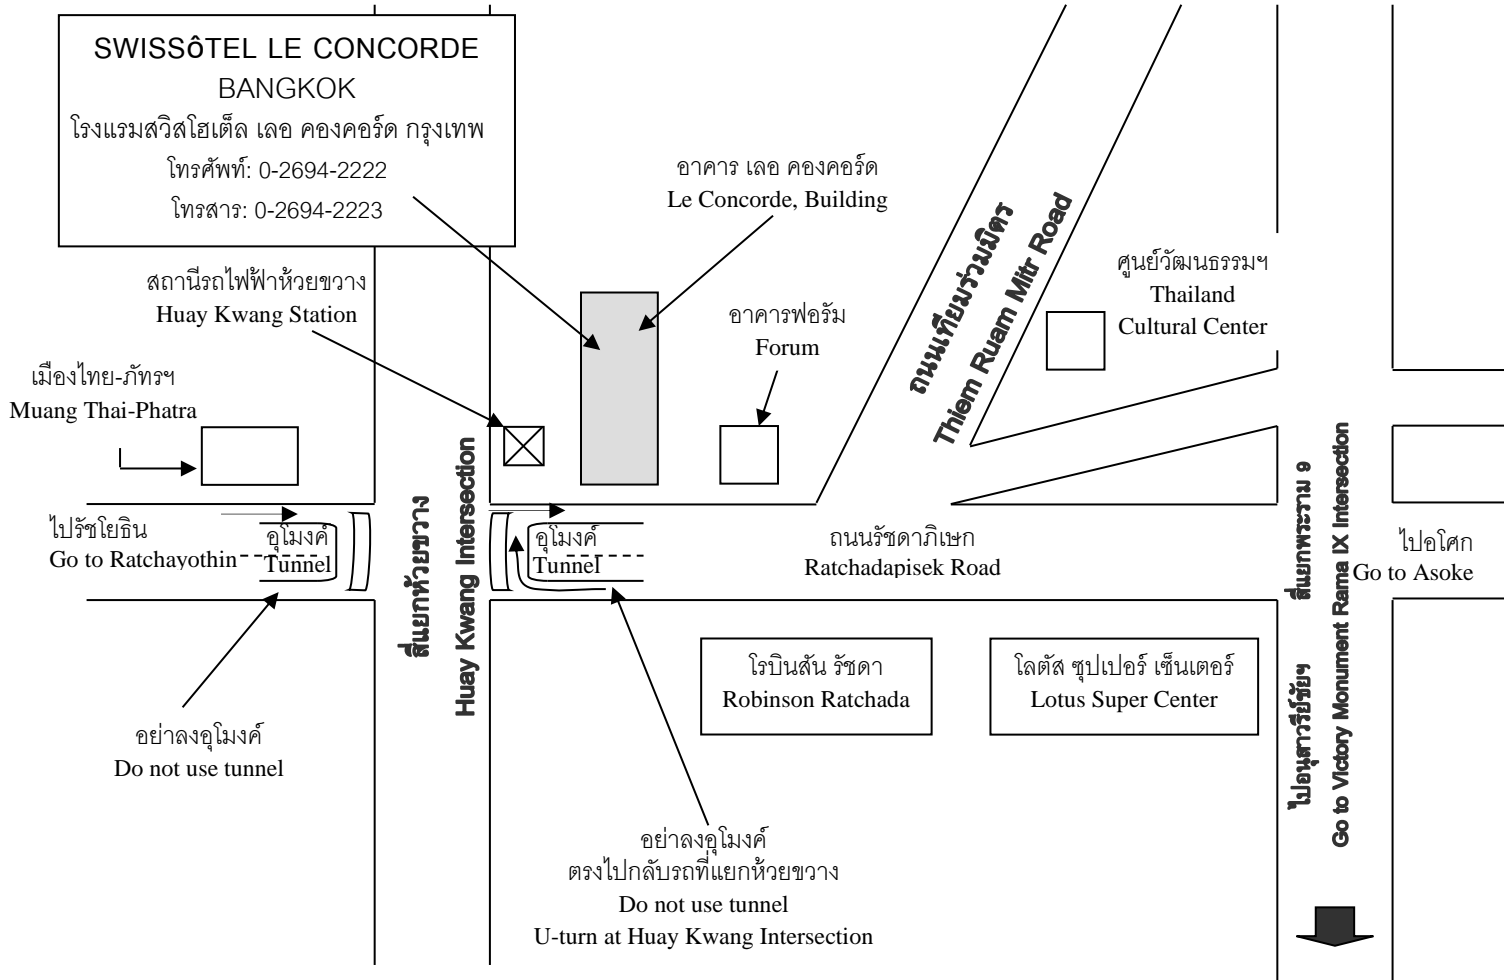 SWISSôTEL LE CONCORDE
BANGKOK
โรงแรมสวิสโฮเต็ล เลอ คองคอร์ด กรุงเทพ
โทรศัพท์: 0-2694-2222
โทรสาร: 0-2694-2223
อาคาร เลอ คองคอร์ด
Le Concorde, Building
ถนนเทียมร่วมมิตร
Thiem Ruam Mitr Road
ศูนย์วัฒนธรรมฯ
Thailand
Cultural Center
สถานีรถไฟฟ้าห้วยขวาง
Huay Kwang Station
อาคารฟอรัม
Forum
เมืองไทย-ภัทรฯ
Muang Thai-Phatra
สี่แยกห้วยขวาง
Huay Kwang Intersection
ไปรัชโยธิน
Go to Ratchayothin
อุโมงค์
Tunnel
อุโมงค์
Tunnel
ถนนรัชดาภิเษก
Ratchadapisek Road
ไปอนุสาวรีย์ชัยฯ สี่แยกพระราม 9
Go to Victory Monument Rama IX Intersection
ไปอโศก
Go to Asoke
โรบินสัน รัชดา
Robinson Ratchada
โลตัส ซุปเปอร์ เซ็นเตอร์
Lotus Super Center
อย่าลงอุโมงค์
Do not use tunnel
อย่าลงอุโมงค์
ตรงไปกลับรถที่แยกห้วยขวาง
Do not use tunnel
U-turn at Huay Kwang Intersection